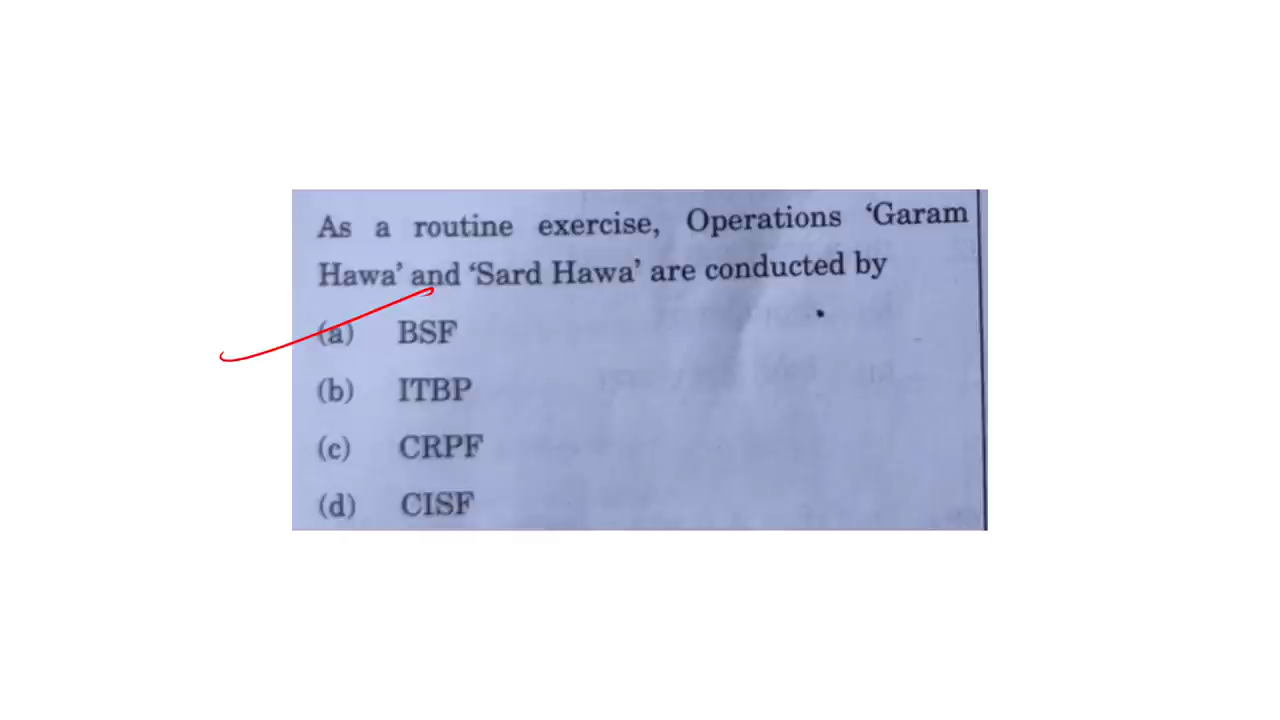 As a routine exercise, Operations ‘Garam
Hawa’ and ‘Sard Hawa’ are conducted by
(a) BSF
(b) ITBP
(c) CRPF
(d) CISF